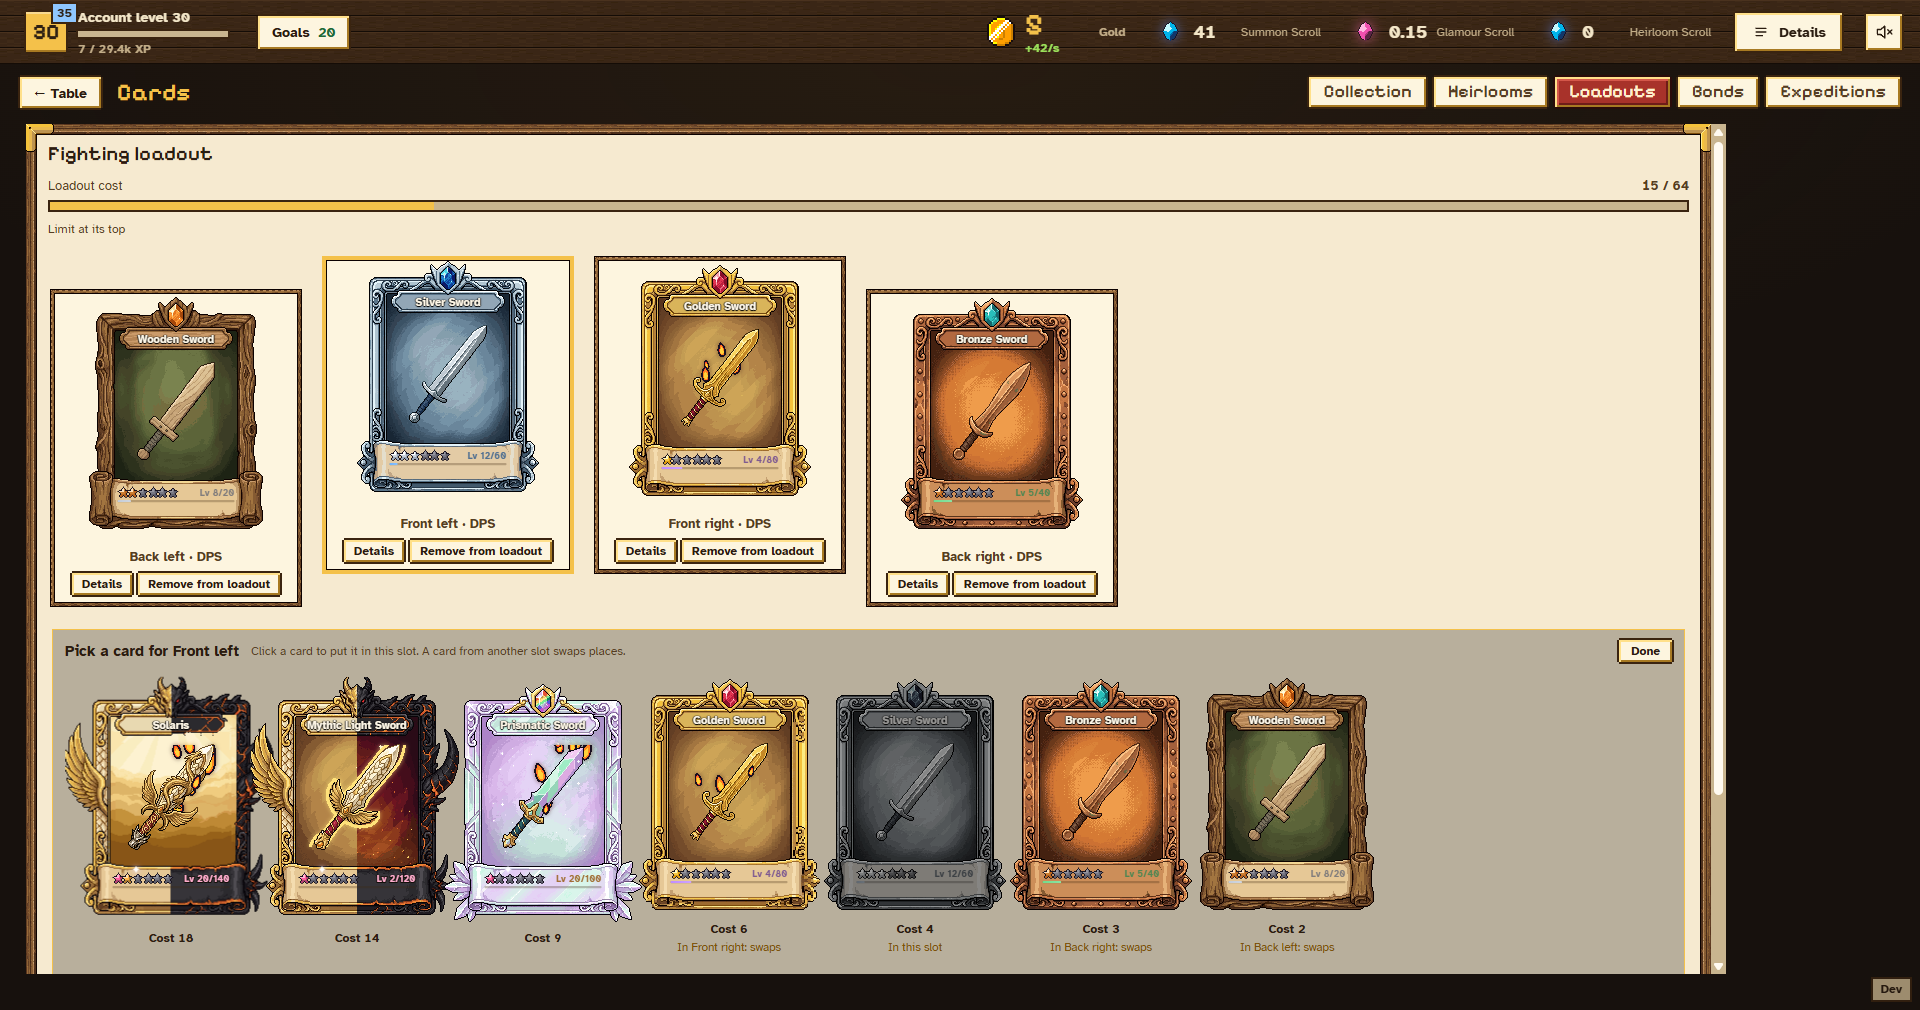 35
30
Account level 30
7 / 29.4k XP
Goals 20
+42/s
Gold
41
Summon Scroll
0.15
Glamour Scroll
0
Heirloom Scroll
Details
← Table
Cards
Collection
Heirlooms
Loadouts
Bonds
Expeditions
Fighting loadout
Loadout cost
15 / 64
Limit at its top
Wooden Sword
Lv 8/20
Back left · DPS
Details
Remove from loadout
Silver Sword
Lv 12/60
Front left · DPS
Details
Remove from loadout
Golden Sword
Lv 4/80
Front right · DPS
Details
Remove from loadout
Bronze Sword
Lv 5/40
Back right · DPS
Details
Remove from loadout
Pick a card for Front left
Click a card to put it in this slot. A card from another slot swaps places.
Done
Solaris
Lv 20/140
Cost 18
Mythic Light Sword
Lv 2/120
Cost 14
Prismatic Sword
Lv 20/100
Cost 9
Golden Sword
Lv 4/80
Cost 6
In Front right: swaps
Silver Sword
Lv 12/60
Cost 4
In this slot
Bronze Sword
Lv 5/40
Cost 3
In Back right: swaps
Wooden Sword
Lv 8/20
Cost 2
In Back left: swaps
Dev